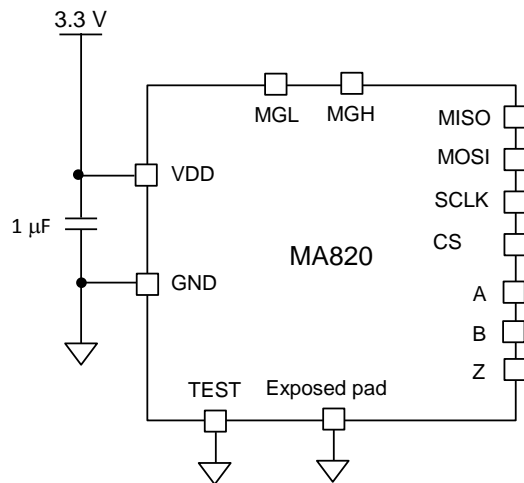 3.3 V
MGL
MGH
MISO
MOSI
VDD
SCLK
1 μF
CS
MA820
GND
A
B
Z
TEST
Exposed pad